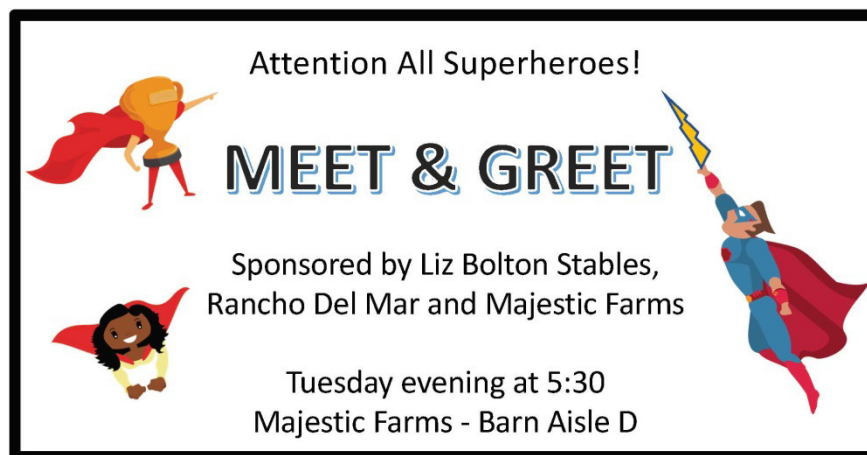 Attention All Superheroes!
MEET & GREET
Sponsored by Liz Bolton Stables,
Rancho Del Mar and Majestic Farms
Tuesday evening at 5:30
Majestic Farms - Barn Aisle D